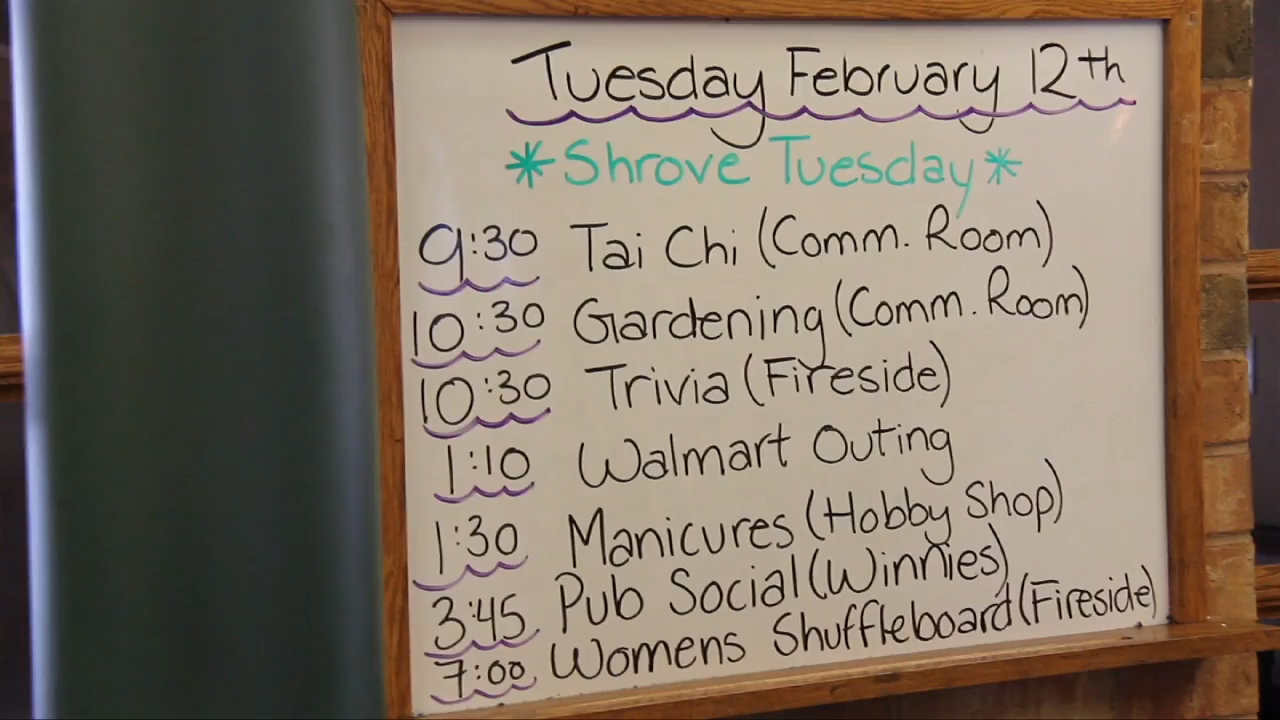 Tuesday February 12th
*Shrove Tuesday*
9:30 Tai Chi (Comm. Room)
10:30 Gardening (Comm. Room)
10:30 Trivia (Fireside)
1:10 Walmart Outing
1:30 Manicures (Hobby Shop)
3:45 Pub Social (Winnies)
7:00 Womens Shuffleboard (Fireside)